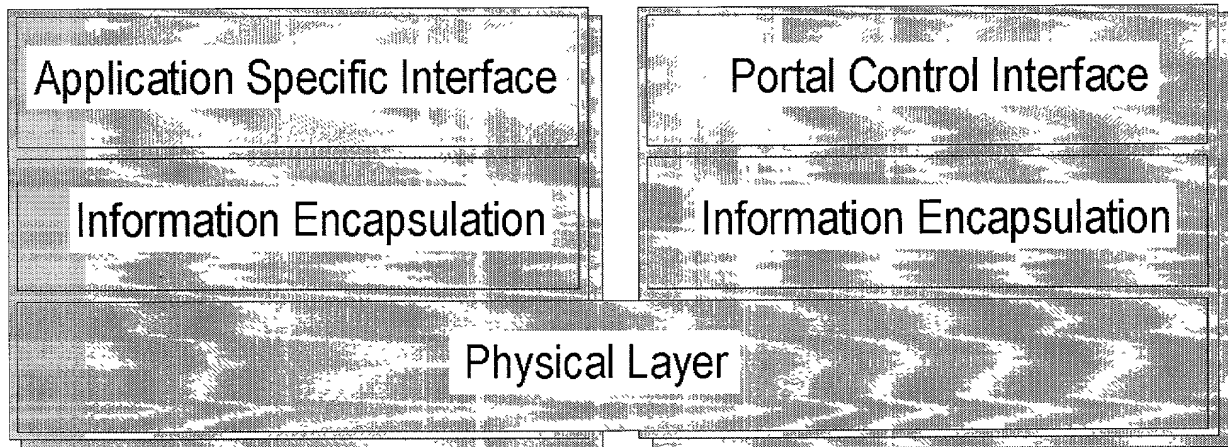 Application Specific Interface
Portal Control Interface
Information Encapsulation
Information Encapsulation
Physical Layer